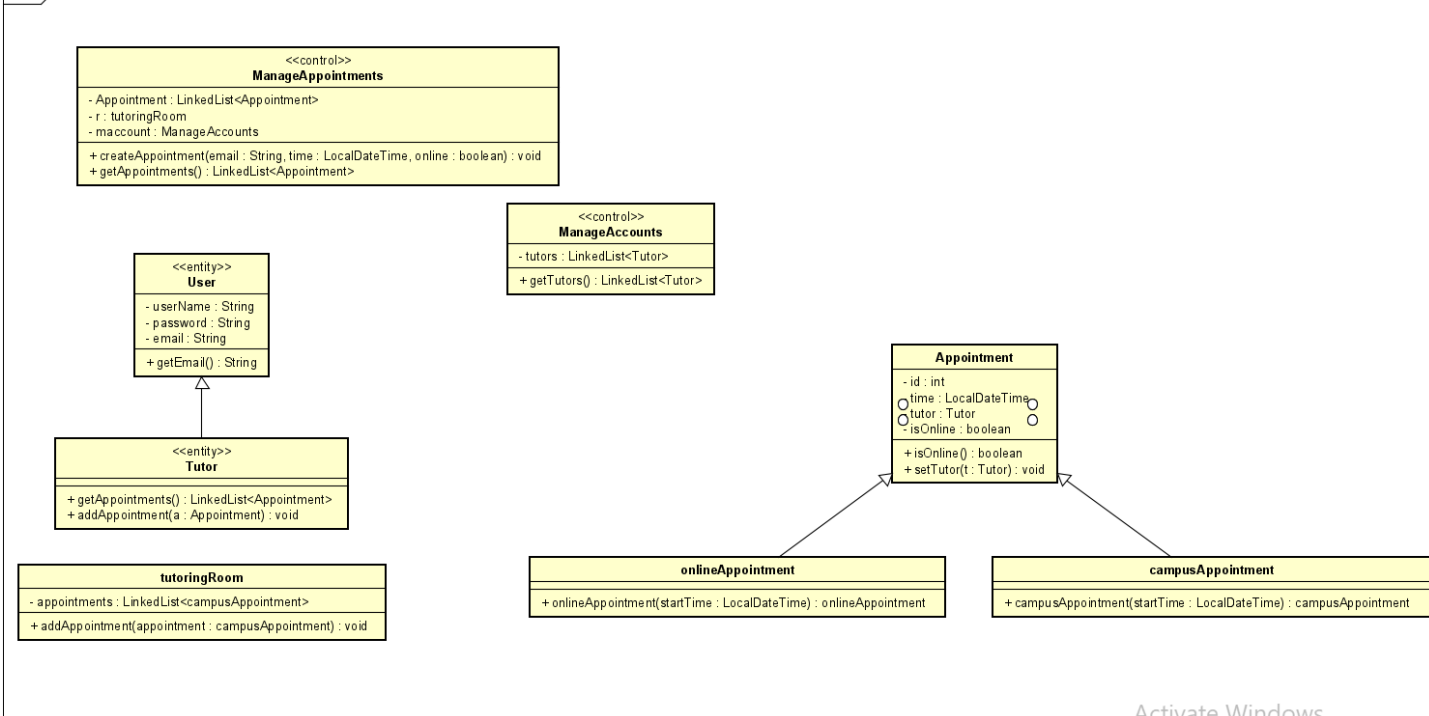 <<control>>
ManageAppointments
- Appointment : LinkedList<Appointment>
- r : tutoringRoom
- maccount : ManageAccounts
+ createAppointment(email : String, time : LocalDateTime, online : boolean) : void
+ getAppointments() : LinkedList<Appointment>
<<control>>
ManageAccounts
- tutors : LinkedList<Tutor>
+ getTutors() : LinkedList<Tutor>
<<entity>>
User
- userName : String
- password : String
- email : String
+ getEmail() : String
Appointment
- id : int
- time : LocalDateTime
- tutor : Tutor
- isOnline : boolean
+ isOnline() : boolean
+ setTutor(t : Tutor) : void
<<entity>>
Tutor
+ getAppointments() : LinkedList<Appointment>
+ addAppointment(a : Appointment) : void
tutoringRoom
- appointments : LinkedList<campusAppointment>
+ addAppointment(appointment : campusAppointment) : void
onlineAppointment
+ onlineAppointment(startTime : LocalDateTime) : onlineAppointment
campusAppointment
+ campusAppointment(startTime : LocalDateTime) : campusAppointment
Activate Windows